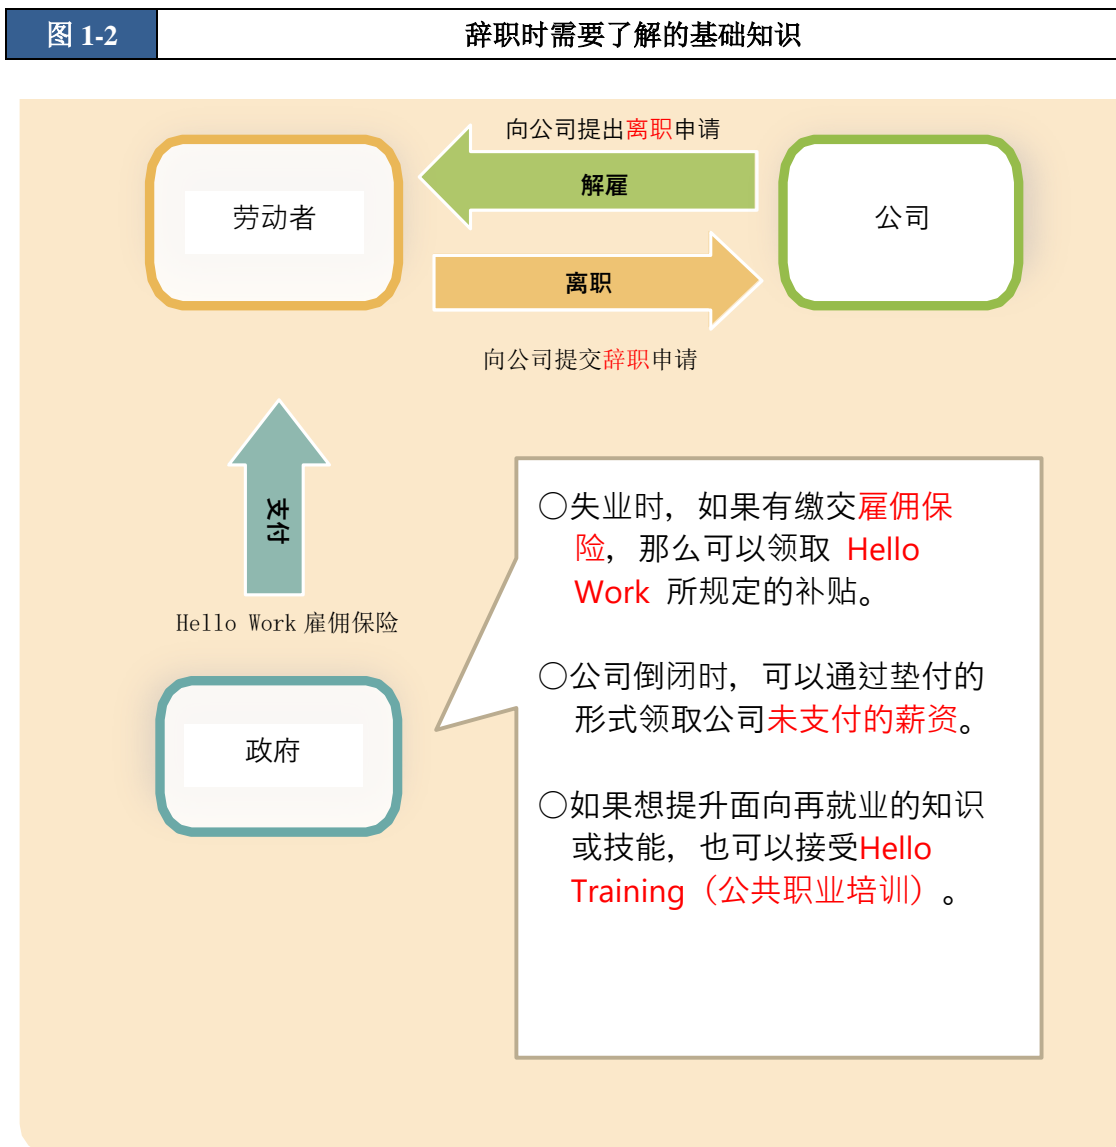 图 1-2
辞职时需要了解的基础知识
向公司提出离职申请
解雇
劳动者
公司
离职
向公司提交辞职申请
支付
Hello Work 雇佣保险
政府
○失业时，如果有缴交雇佣保
险，那么可以领取 Hello
Work 所规定的补贴。
○公司倒闭时，可以通过垫付的
形式领取公司未支付的薪资。
○如果想提升面向再就业的知识
或技能，也可以接受Hello
Training（公共职业培训）。